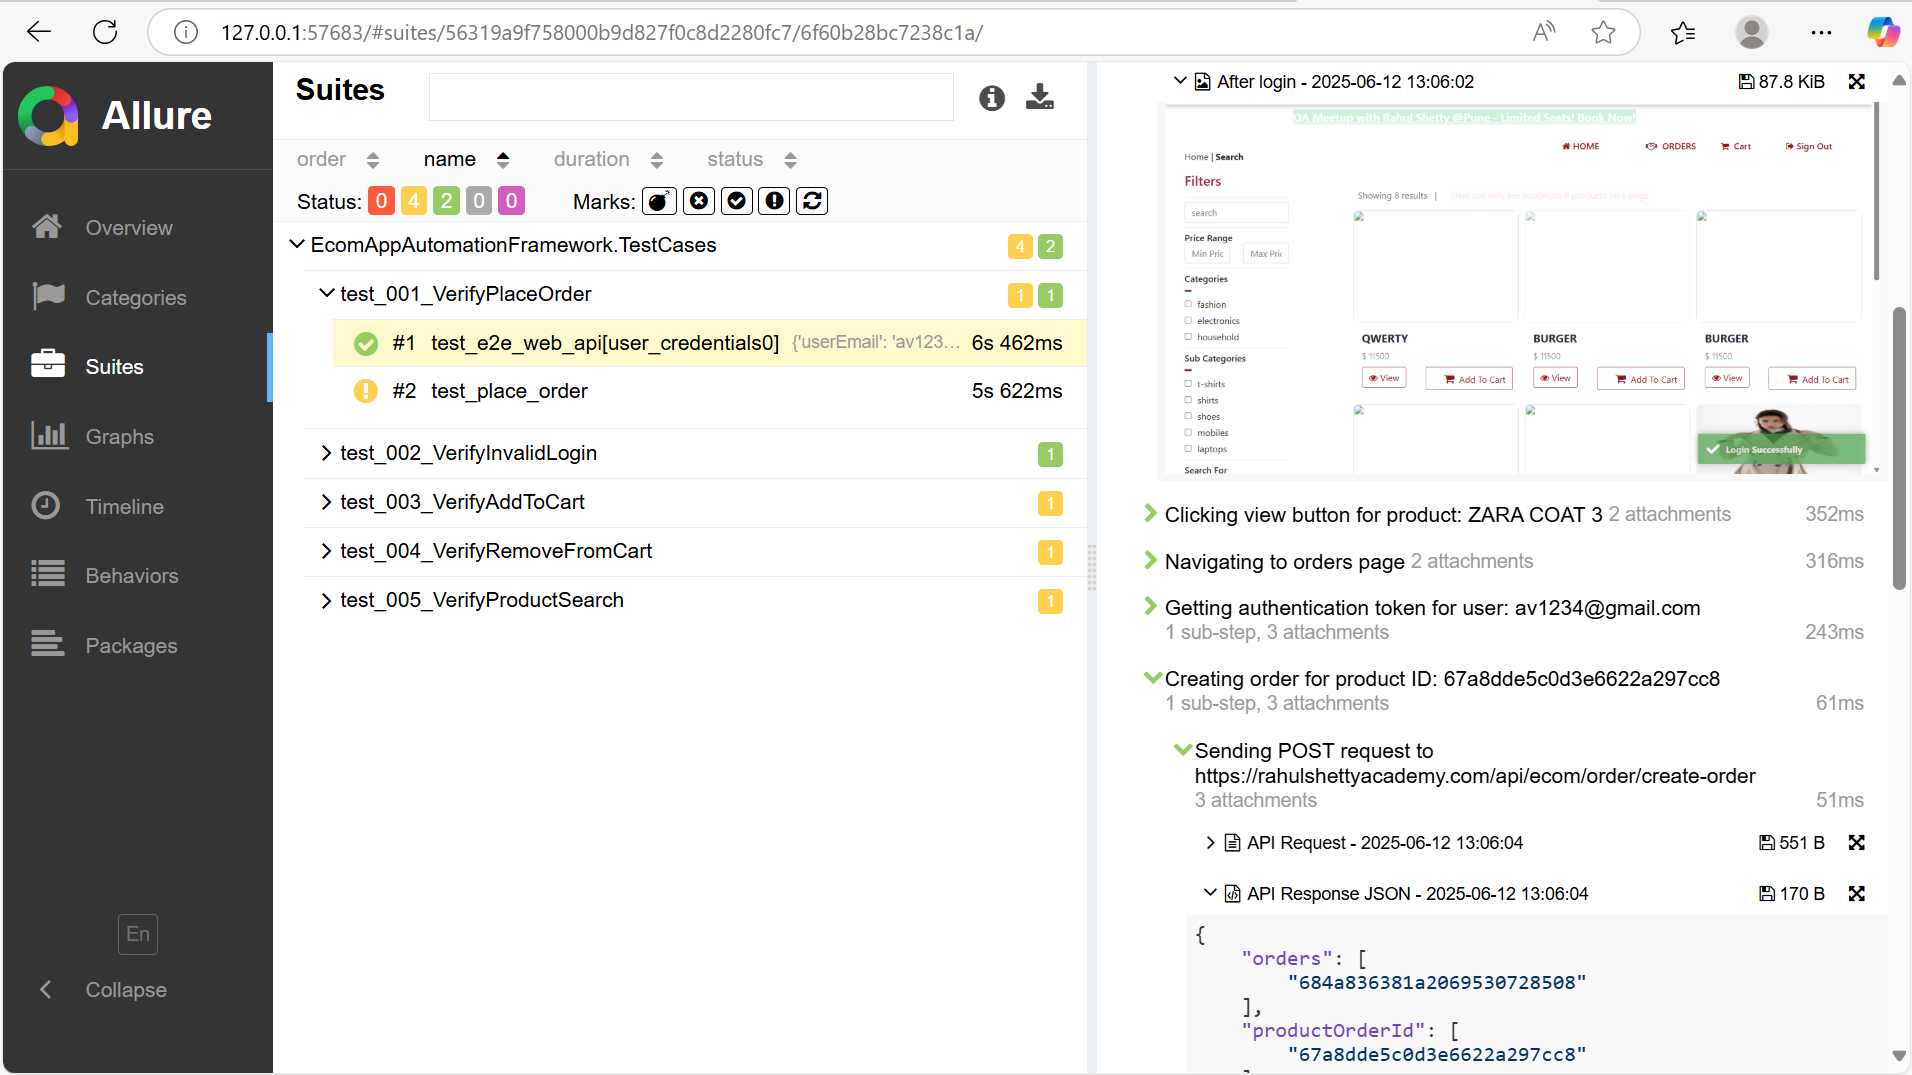 127.0.0.1:57683/#suites/56319a9f758000b9d827f0c8d2280fc7/6f60b28bc7238c1a/
Allure
Overview
Categories
Suites
Graphs
Timeline
Behaviors
Packages
En
Collapse
Suites
order name duration status
Status: 0 4 2 0 0 Marks:
EcomAppAutomationFramework.TestCases 4 2
test_001_VerifyPlaceOrder 1 1
#1 test_e2e_web_api[user_credentials0] {'userEmail': 'av123... 6s 462ms
#2 test_place_order 5s 622ms
test_002_VerifyInvalidLogin 1
test_003_VerifyAddToCart 1
test_004_VerifyRemoveFromCart 1
test_005_VerifyProductSearch 1
After login - 2025-06-12 13:06:02 87.8 KiB
QA Meetup with Rahul Shetty @Pune - Limited Seats! Book Now!
HOME ORDERS Cart Sign Out
Home | Search
Filters
Showing 8 results | User can only see maximum 9 products on a page
search
Price Range
Min Pric Max Pric
Categories
fashion
electronics
household
Sub Categories
t-shirts
shirts
shoes
mobiles
laptops
Search For
QWERTY
$ 11500
View Add To Cart
BURGER
$ 11500
View Add To Cart
BURGER
$ 11500
View Add To Cart
Login Successfully
Clicking view button for product: ZARA COAT 3 2 attachments 352ms
Navigating to orders page 2 attachments 316ms
Getting authentication token for user: av1234@gmail.com
1 sub-step, 3 attachments 243ms
Creating order for product ID: 67a8dde5c0d3e6622a297cc8
1 sub-step, 3 attachments 61ms
Sending POST request to
https://rahulshettyacademy.com/api/ecom/order/create-order
3 attachments 51ms
API Request - 2025-06-12 13:06:04 551 B
API Response JSON - 2025-06-12 13:06:04 170 B
{
"orders": [
"684a836381a2069530728508"
],
"productOrderId": [
"67a8dde5c0d3e6622a297cc8"